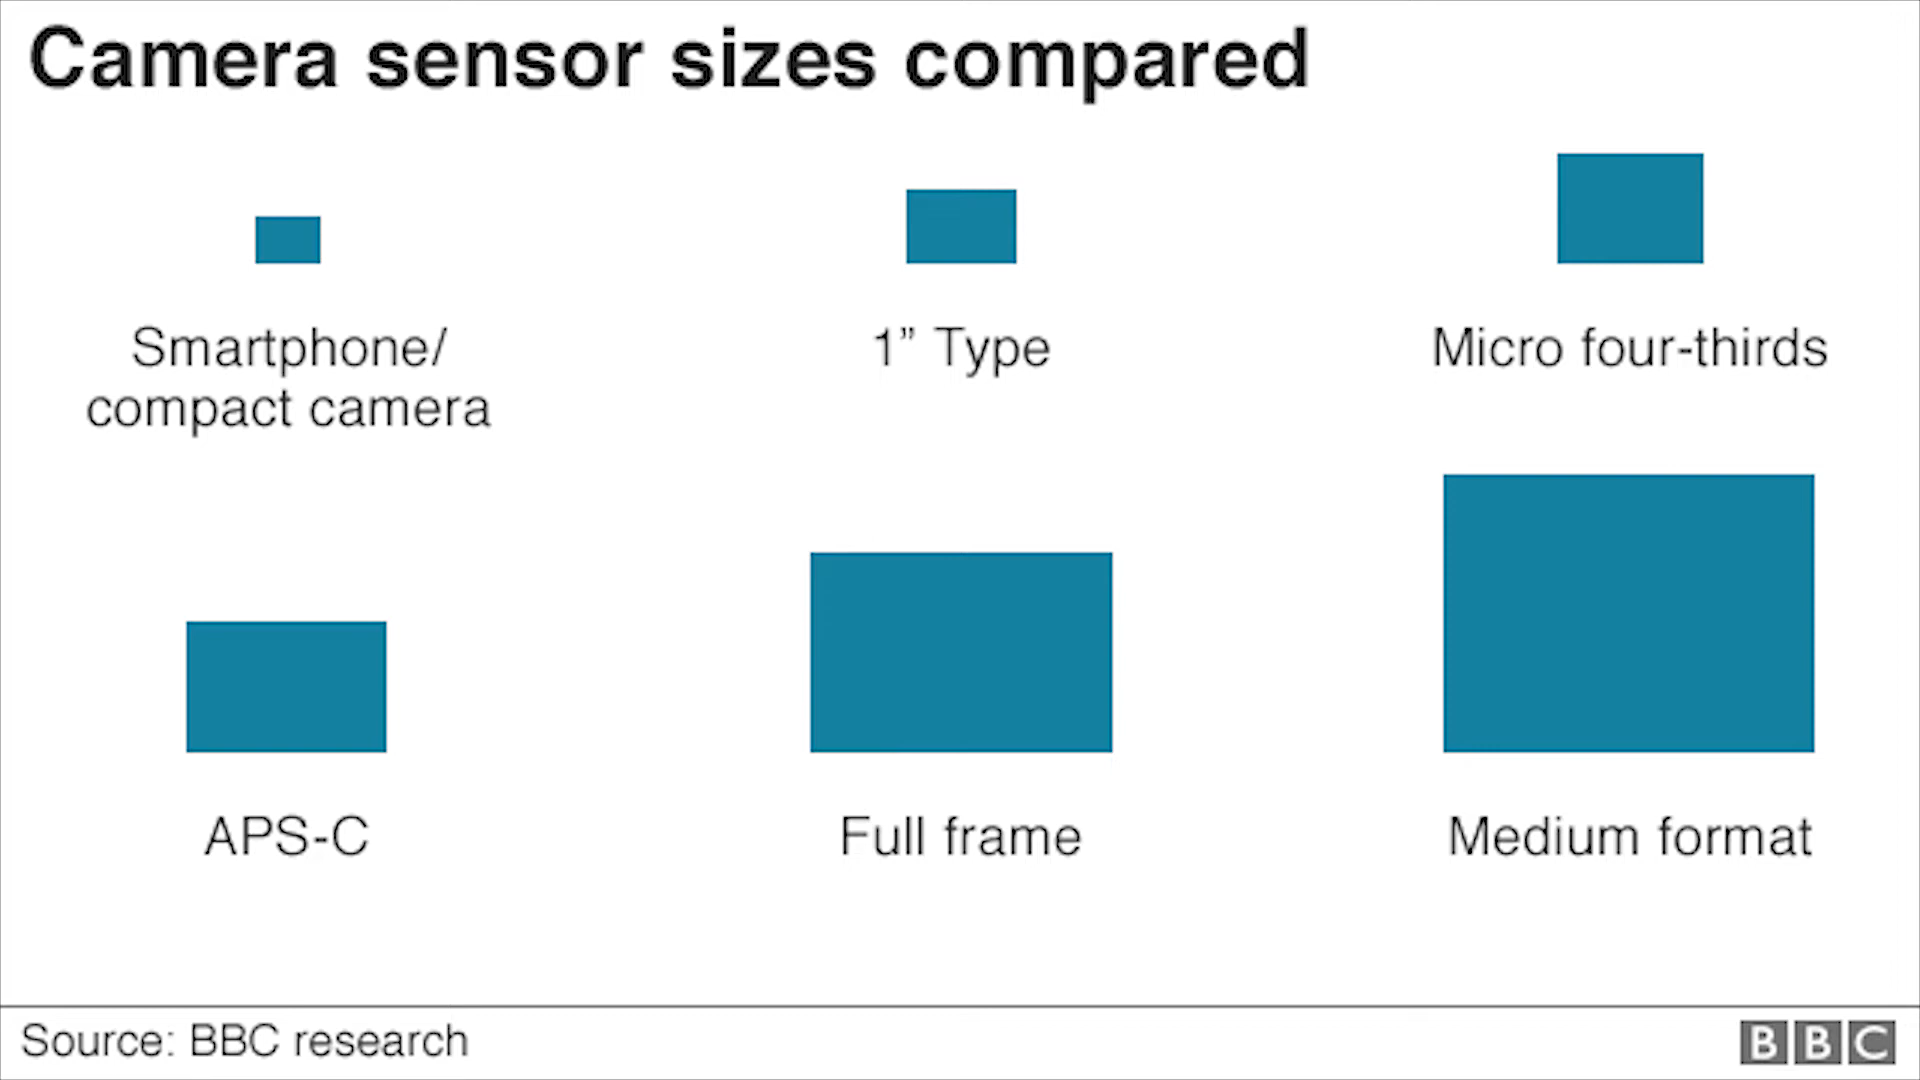 Camera sensor sizes compared
Smartphone/
compact camera
1” Type
Micro four-thirds
APS-C
Full frame
Medium format
Source: BBC research
BBC